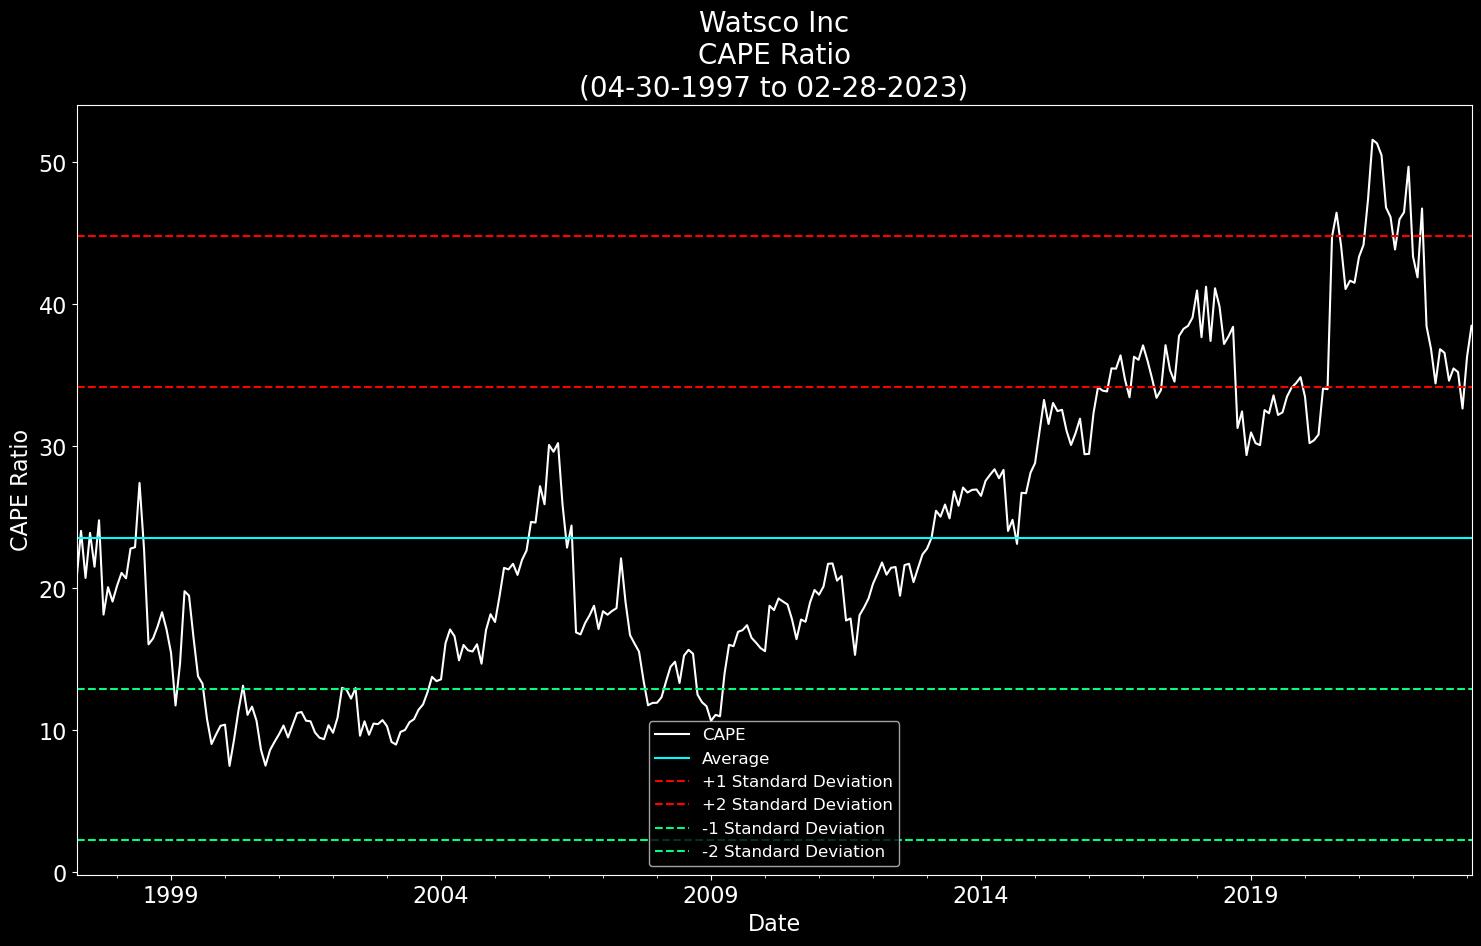 Watsco Inc
CAPE Ratio
(04-30-1997 to 02-28-2023)
50
40
30
20
10
0
CAPE Ratio
CAPE
Average
+1 Standard Deviation
+2 Standard Deviation
-1 Standard Deviation
-2 Standard Deviation
1999 2004 2009 2014 2019
Date